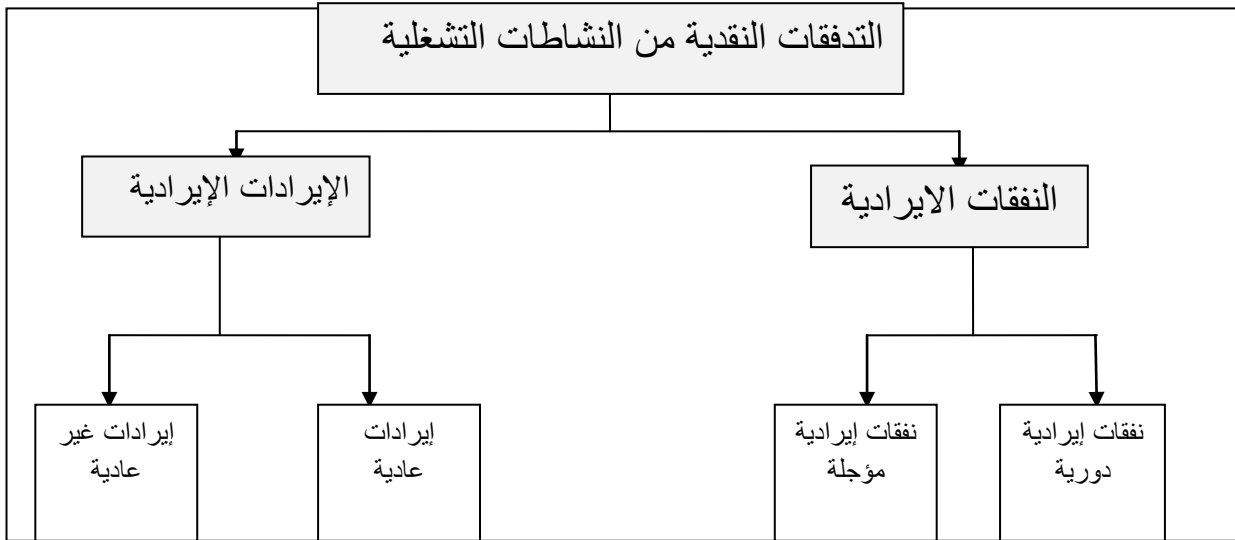 التدفقات النقدية من النشاطات التشغلية
النفقات الايرادية
الإيرادات الإيرادية
نفقات إيرادية
دورية
نفقات إيرادية
مؤجلة
إيرادات
عادية
إيرادات غير
عادية